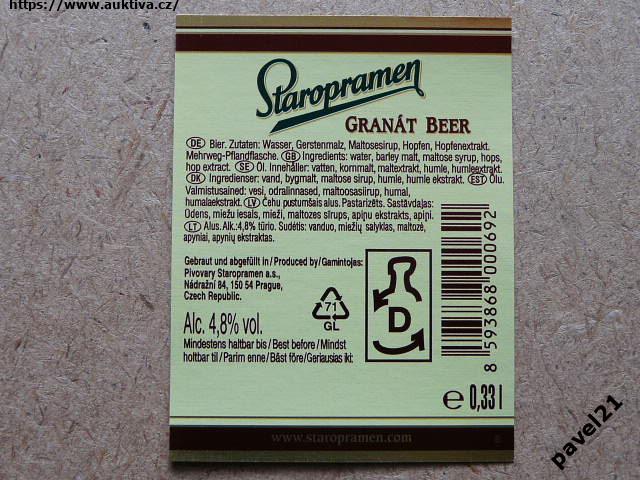 https://www.auktiva.cz/
Staropramen
GRANÁT BEER
DE Bier. Zutaten: Wasser, Gerstenmalz, Maltosesirup, Hopfen, Hopfenextrakt.
Mehrweg-Pfandflasche. GB Ingredients: water, barley malt, maltose syrup, hops,
hop extract. SE Öl. Innehåller: vatten, kornmalt, maltextrakt, humle, humleextrakt.
DK Ingredienser: vand, bygmalt, maltose sirup, humle, humle ekstrakt. EST Õlu.
Valmistusained: vesi, odralinnased, maltoosasiirup, humal,
humalaekstrakt. LV Čehu pustumšais alus. Pastarizēts. Sastāvdaļas:
Ūdens, miežu iesals, mieži, maltozes sīrups, apiņu ekstrakts, apiņi.
LT Alus. Alk.:4,8% tūrio. Sudėtis: vanduo, miežių salyklas, maltozė,
apyniai, apynių ekstraktas.
Gebraut und abgefüllt in/Produced by/Gamintojas:
Pivovary Staropramen a.s.,
Nádražní 84, 150 54 Prague,
Czech Republic.
Alc. 4,8% vol.
Mindestens haltbar bis/Best before/Mindst
holtbar til/Parim enne/Bäst före/Geriausias iki:
71
GL
D
8 593868 000692
e 0,33 l
www.staropramen.com
pavel21